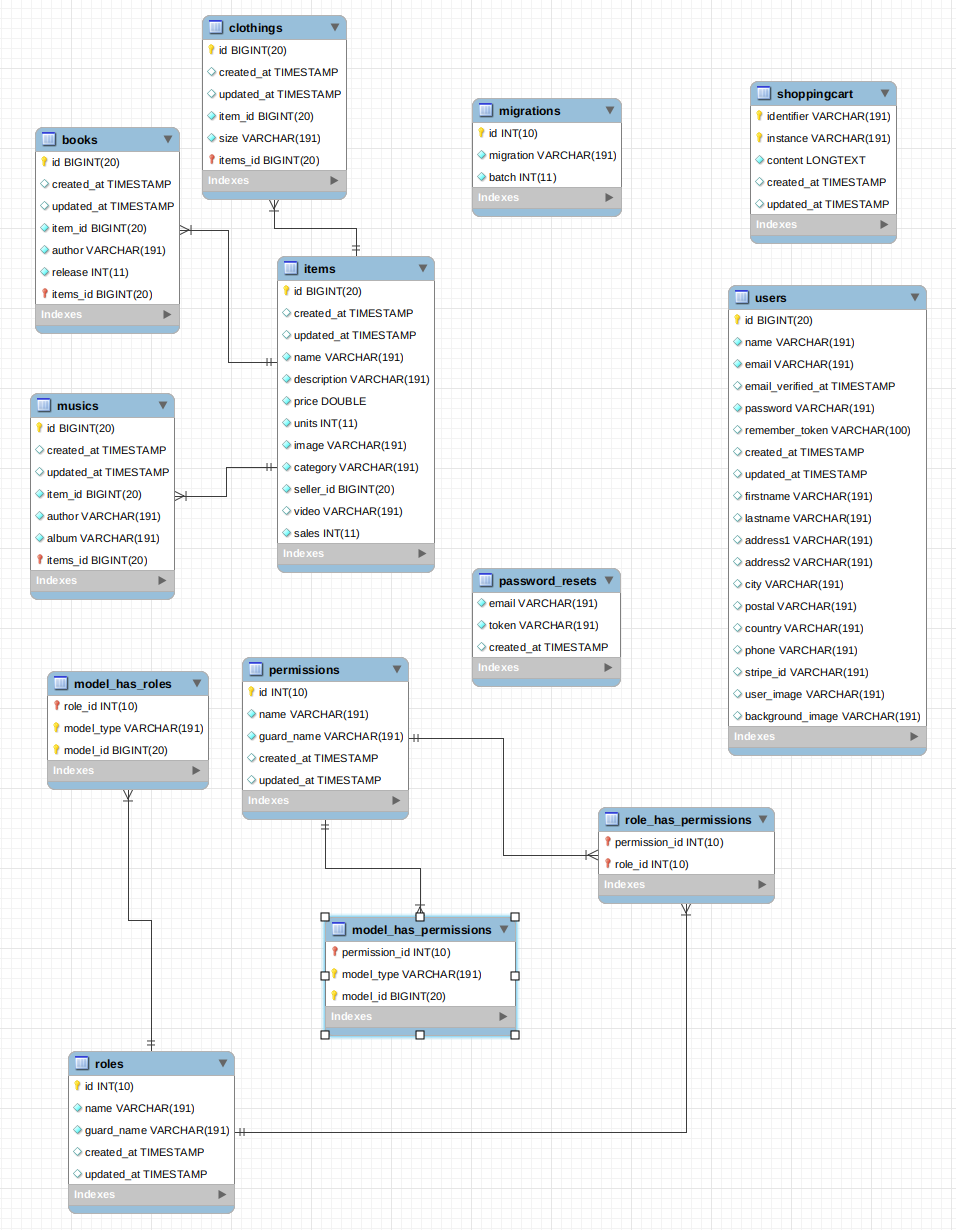 clothings
id BIGINT(20)
created_at TIMESTAMP
updated_at TIMESTAMP
item_id BIGINT(20)
size VARCHAR(191)
items_id BIGINT(20)
Indexes
books
id BIGINT(20)
created_at TIMESTAMP
updated_at TIMESTAMP
item_id BIGINT(20)
author VARCHAR(191)
release INT(11)
items_id BIGINT(20)
Indexes
migrations
id INT(10)
migration VARCHAR(191)
batch INT(11)
Indexes
shoppingcart
identifier VARCHAR(191)
instance VARCHAR(191)
content LONGTEXT
created_at TIMESTAMP
updated_at TIMESTAMP
Indexes
items
id BIGINT(20)
created_at TIMESTAMP
updated_at TIMESTAMP
name VARCHAR(191)
description VARCHAR(191)
price DOUBLE
units INT(11)
image VARCHAR(191)
category VARCHAR(191)
seller_id BIGINT(20)
video VARCHAR(191)
sales INT(11)
Indexes
users
id BIGINT(20)
name VARCHAR(191)
email VARCHAR(191)
email_verified_at TIMESTAMP
password VARCHAR(191)
remember_token VARCHAR(100)
created_at TIMESTAMP
updated_at TIMESTAMP
firstname VARCHAR(191)
lastname VARCHAR(191)
address1 VARCHAR(191)
address2 VARCHAR(191)
city VARCHAR(191)
postal VARCHAR(191)
country VARCHAR(191)
phone VARCHAR(191)
stripe_id VARCHAR(191)
user_image VARCHAR(191)
background_image VARCHAR(191)
Indexes
musics
id BIGINT(20)
created_at TIMESTAMP
updated_at TIMESTAMP
item_id BIGINT(20)
author VARCHAR(191)
album VARCHAR(191)
items_id BIGINT(20)
Indexes
password_resets
email VARCHAR(191)
token VARCHAR(191)
created_at TIMESTAMP
Indexes
model_has_roles
role_id INT(10)
model_type VARCHAR(191)
model_id BIGINT(20)
Indexes
permissions
id INT(10)
name VARCHAR(191)
guard_name VARCHAR(191)
created_at TIMESTAMP
updated_at TIMESTAMP
Indexes
role_has_permissions
permission_id INT(10)
role_id INT(10)
Indexes
model_has_permissions
permission_id INT(10)
model_type VARCHAR(191)
model_id BIGINT(20)
Indexes
roles
id INT(10)
name VARCHAR(191)
guard_name VARCHAR(191)
created_at TIMESTAMP
updated_at TIMESTAMP
Indexes